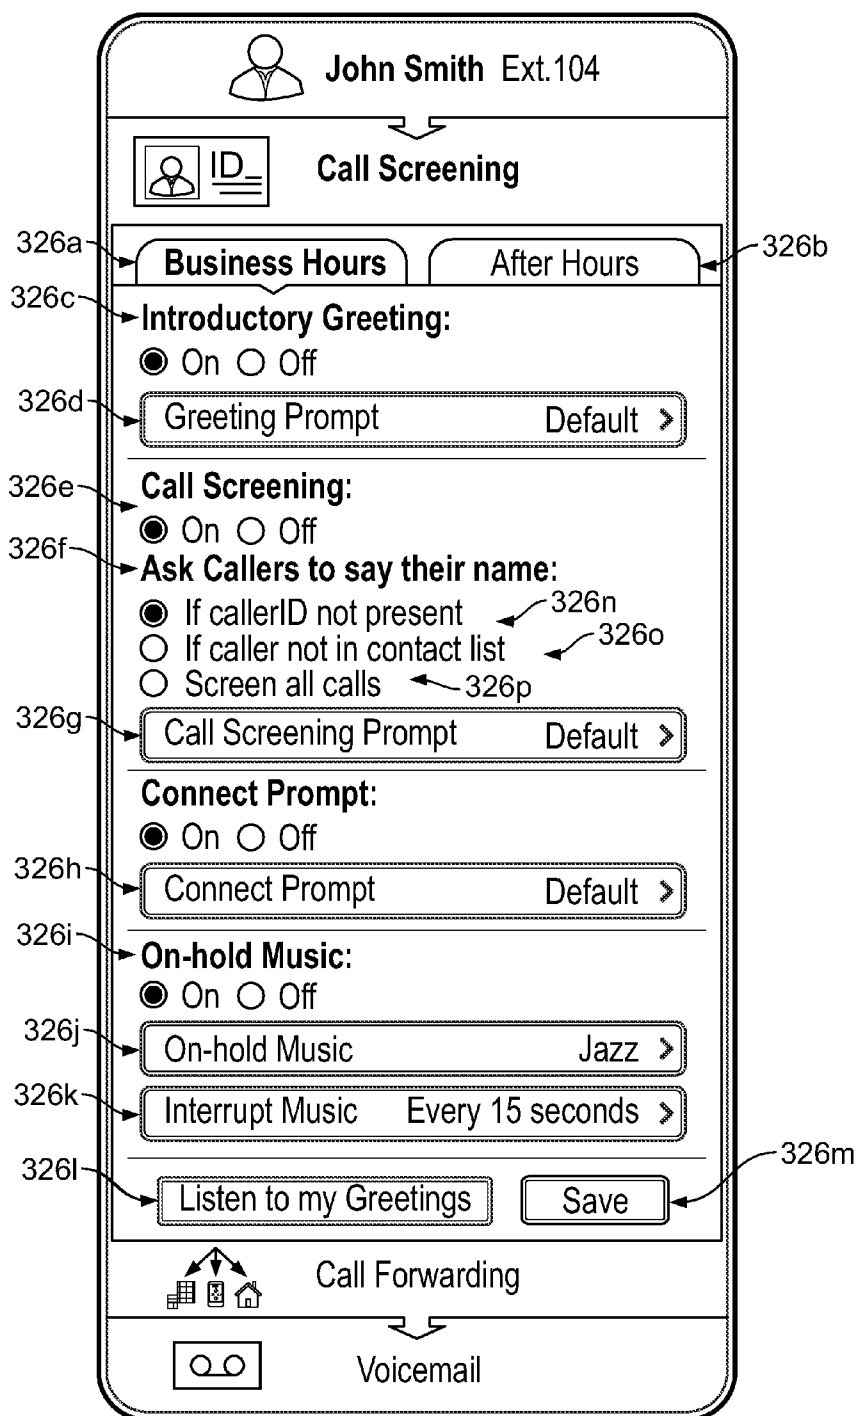 John Smith Ext.104
ID_
Call Screening
326a
Business Hours
After Hours
326b
326c
Introductory Greeting:
On Off
326d
Greeting Prompt Default >
326e
Call Screening:
On Off
326f
Ask Callers to say their name:
If callerID not present
326n
If caller not in contact list
326o
Screen all calls
326p
326g
Call Screening Prompt Default >
Connect Prompt:
On Off
326h
Connect Prompt Default >
326i
On-hold Music:
On Off
326j
On-hold Music Jazz >
326k
Interrupt Music Every 15 seconds >
326l
Listen to my Greetings
Save
326m
Call Forwarding
Voicemail